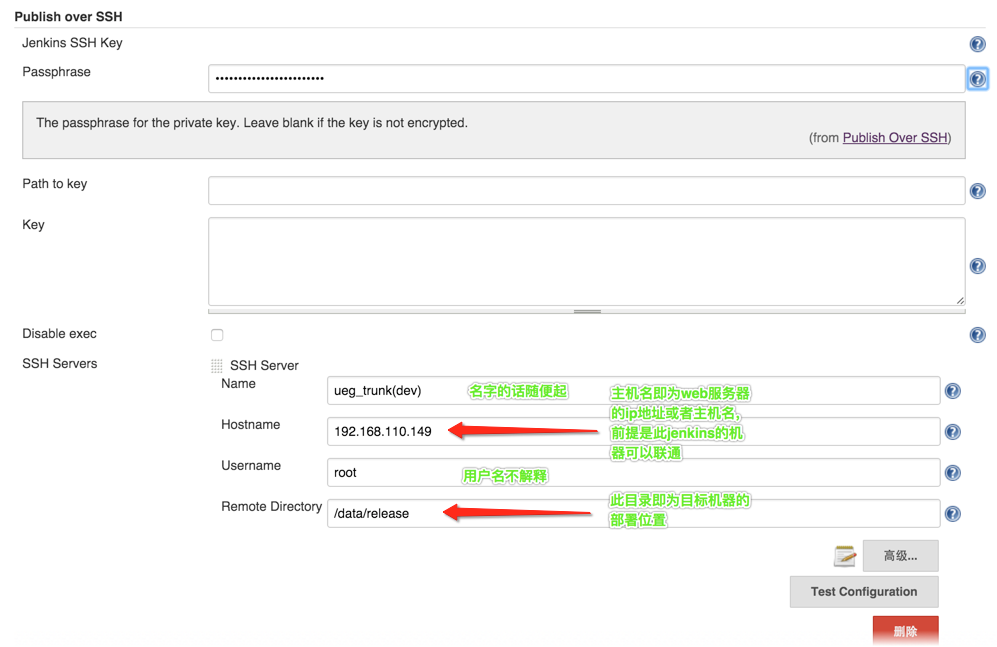 Publish over SSH
Jenkins SSH Key
Passphrase
••••••••••••••••••••••••
The passphrase for the private key. Leave blank if the key is not encrypted.
(from Publish Over SSH)
Path to key
Key
Disable exec
SSH Servers
SSH Server
Name
ueg_trunk(dev)
名字的话随便起
主机名即为web服务器
的ip地址或者主机名,
前提是此jenkins的机
器可以联通
Hostname
192.168.110.149
Username
root
用户名不解释
Remote Directory
/data/release
此目录即为目标机器的
部署位置
高级...
Test Configuration
删除